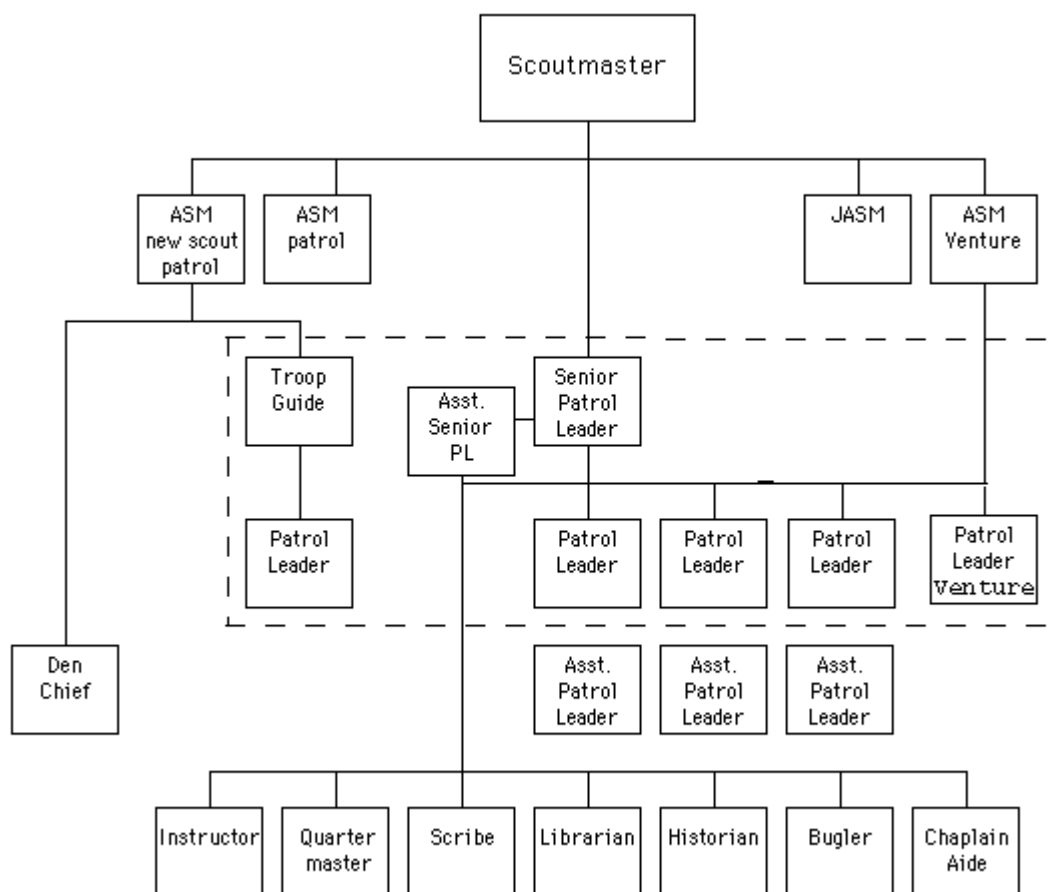 Scoutmaster
ASM
new scout
patrol
ASM
patrol
JASM
ASM
Venture
Troop
Guide
Asst.
Senior
PL
Senior
Patrol
Leader
Patrol
Leader
Patrol
Leader
Patrol
Leader
Patrol
Leader
Patrol
Leader
Venture
Den
Chief
Asst.
Patrol
Leader
Asst.
Patrol
Leader
Asst.
Patrol
Leader
Instructor
Quarter
master
Scribe
Librarian
Historian
Bugler
Chaplain
Aide